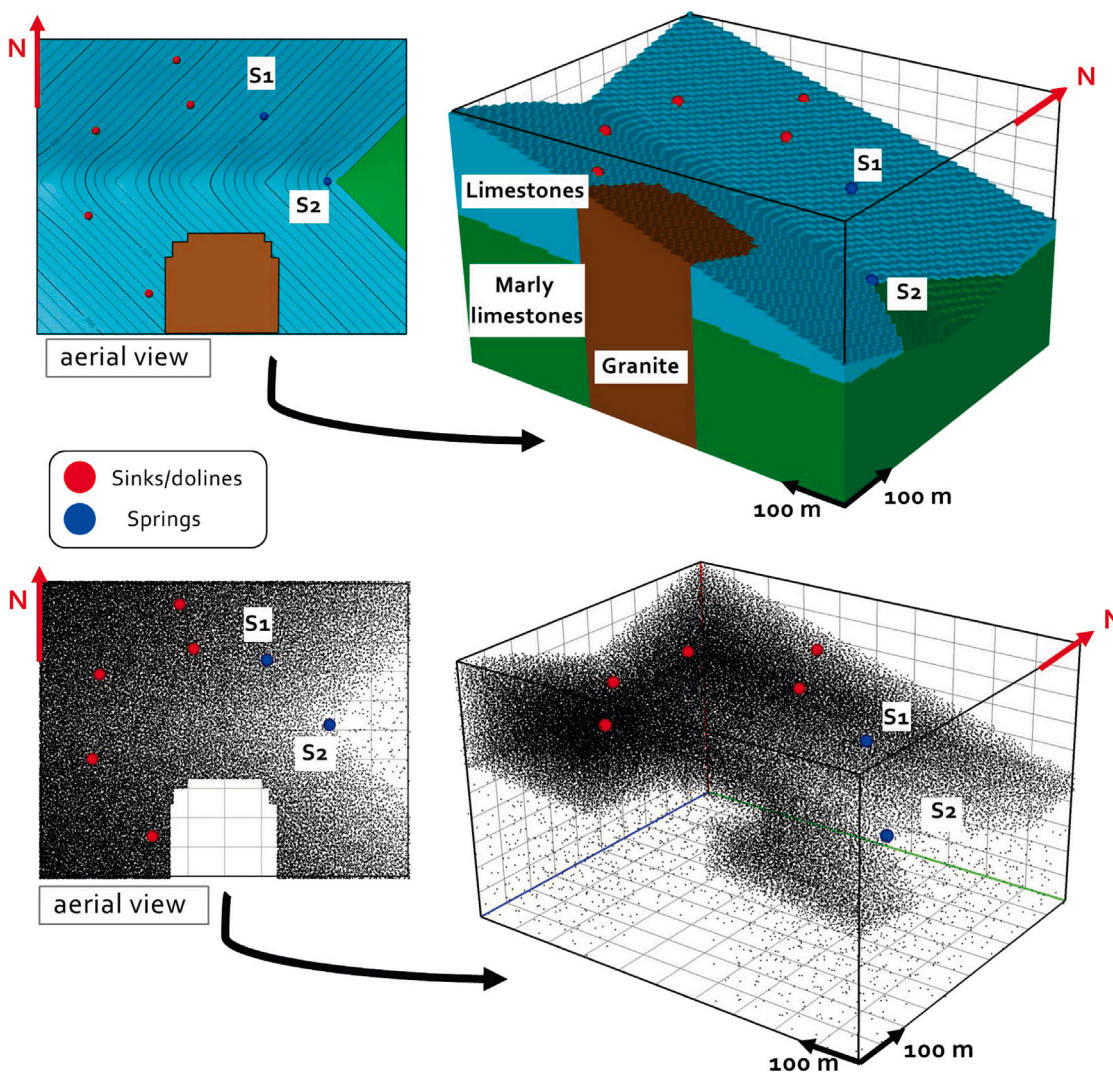 N
S1
S2
aerial view
N
S1
S2
Limestones
Marly
limestones
Granite
100 m
100 m
Sinks/dolines
Springs
N
S1
S2
aerial view
N
S1
S2
100 m
100 m